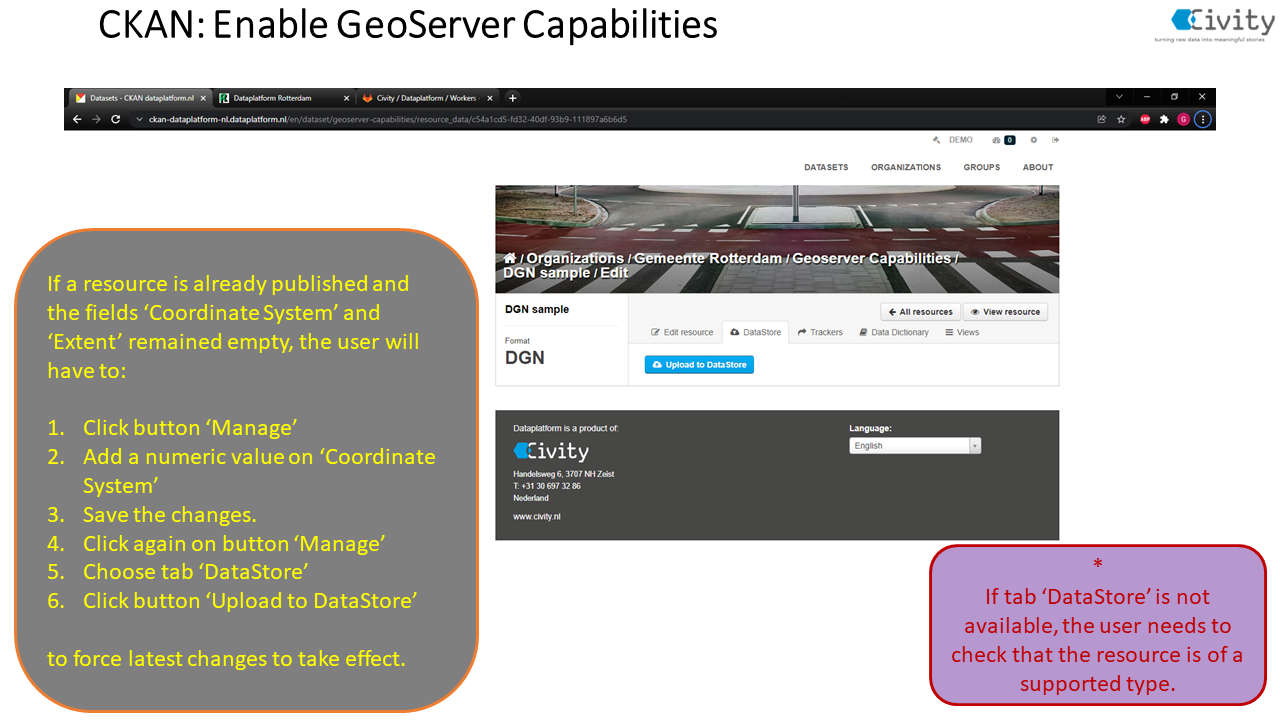 CKAN: Enable GeoServer Capabilities
Civity
turning raw data into meaningful stories
Datasets - CKAN dataplatform.nl
Dataplatform Rotterdam
Civity / Dataplatform / Workers
ckan-dataplatform-nl.dataplatform.nl/en/dataset/geoserver-capabilities/resource_data/c54a1cd5-fd32-40df-93b9-111897a6b6d5
ABP
G
DEMO
0
DATASETS ORGANIZATIONS GROUPS ABOUT
/ Organizations / Gemeente Rotterdam / Geoserver Capabilities /
DGN sample / Edit
DGN sample
Format
DGN
All resources
View resource
Edit resource
DataStore
Trackers
Data Dictionary
Views
Upload to DataStore
Dataplatform is a product of:
Civity
Handelsweg 6, 3707 NH Zeist
T: +31 30 697 32 86
Nederland
www.civity.nl
Language:
English
If a resource is already published and
the fields ‘Coordinate System’ and
‘Extent’ remained empty, the user will
have to:
1. Click button ‘Manage’
2. Add a numeric value on ‘Coordinate
System’
3. Save the changes.
4. Click again on button ‘Manage’
5. Choose tab ‘DataStore’
6. Click button ‘Upload to DataStore’
to force latest changes to take effect.
*
If tab ‘DataStore’ is not
available, the user needs to
check that the resource is of a
supported type.